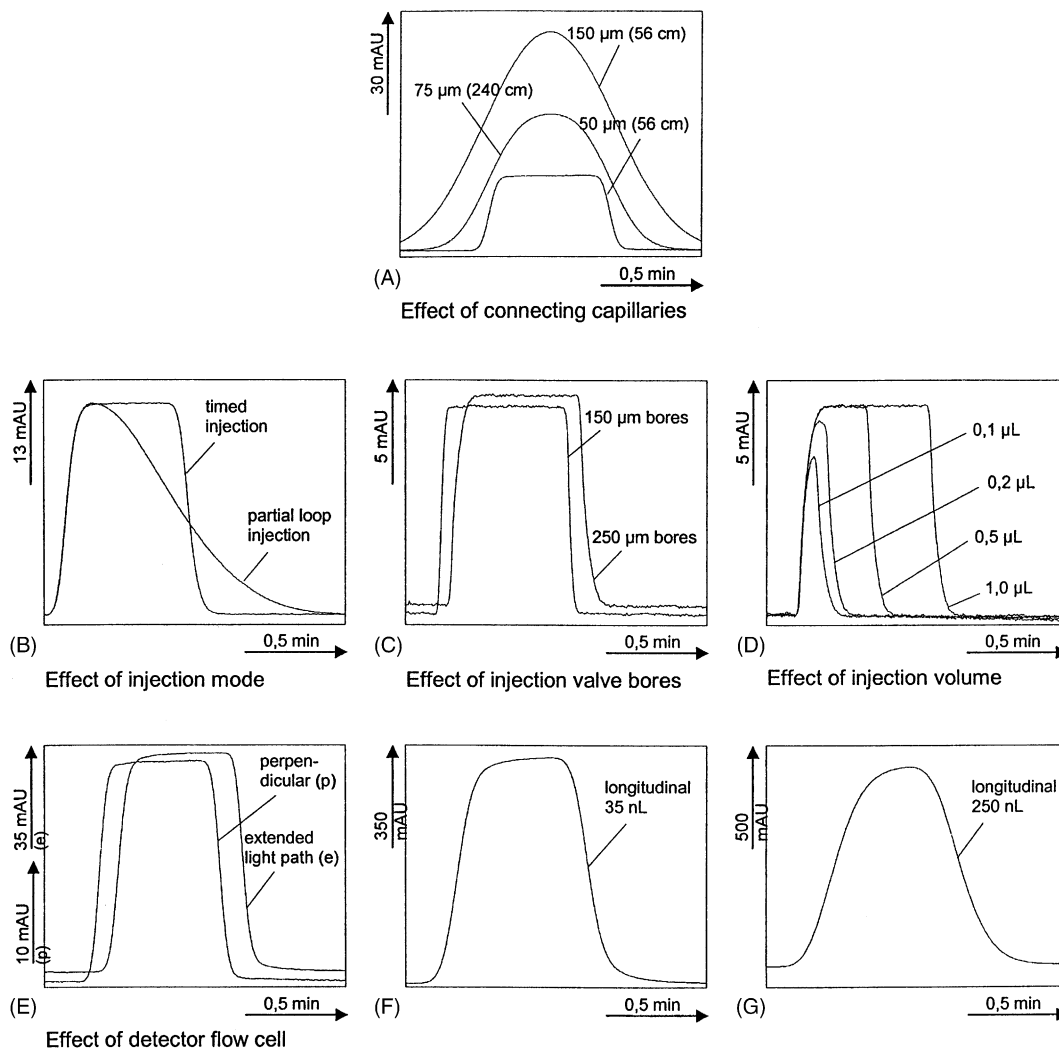 30 mAU
150 µm (56 cm)
75 µm (240 cm)
50 µm (56 cm)
(A)
0,5 min
Effect of connecting capillaries
13 mAU
timed
injection
partial loop
injection
(B)
0,5 min
Effect of injection mode
5 mAU
150 µm bores
250 µm bores
(C)
0,5 min
Effect of injection valve bores
5 mAU
0,1 µL
0,2 µL
0,5 µL
1,0 µL
(D)
0,5 min
Effect of injection volume
35 mAU
(e)
10 mAU
(p)
perpen-
dicular (p)
extended
light path (e)
(E)
0,5 min
Effect of detector flow cell
350
mAU
longitudinal
35 nL
(F)
0,5 min
500
mAU
longitudinal
250 nL
(G)
0,5 min